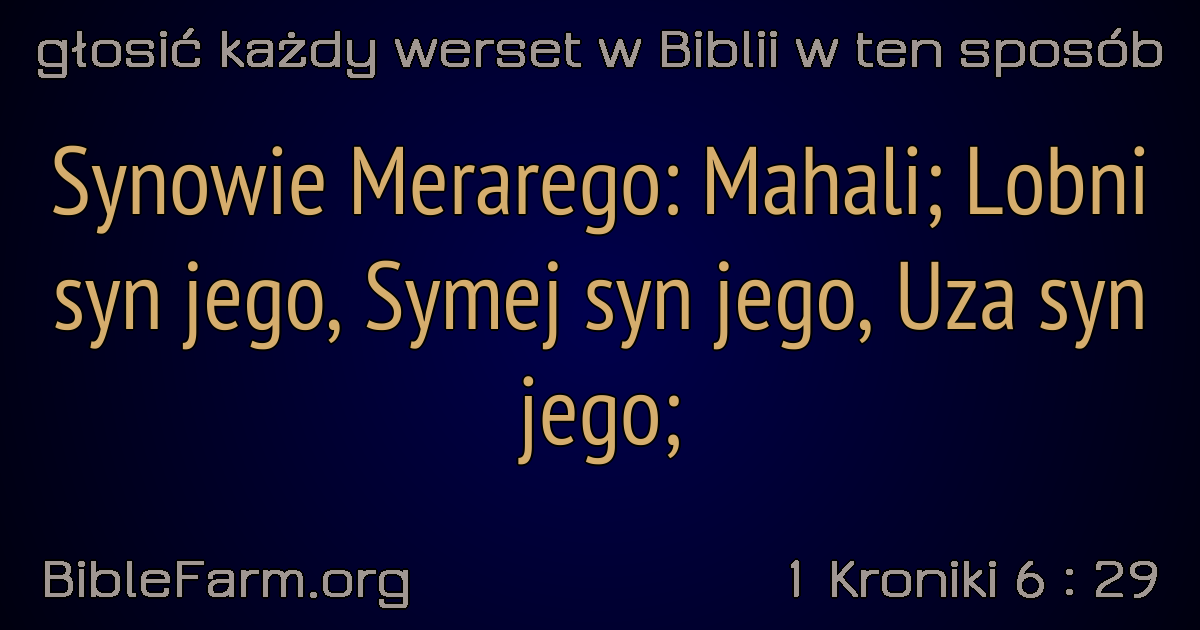 głosić każdy werset w Biblii w ten sposób
Synowie Merarego: Mahali; Lobni
syn jego, Symej syn jego, Uza syn
jego;
BibleFarm.org
1 Kroniki 6 : 29